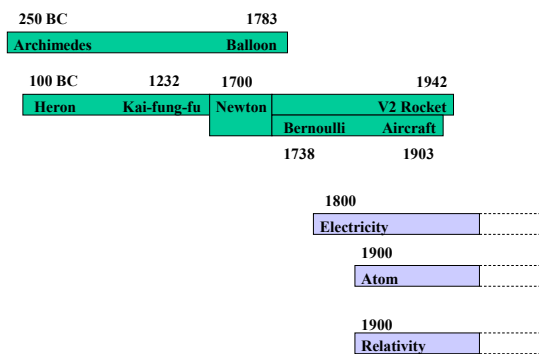 250 BC 1783
Archimedes Balloon
100 BC 1232 1700 1942
Heron Kai-fung-fu Newton V2 Rocket
Bernoulli Aircraft
1738 1903
1800
Electricity
1900
Atom
1900
Relativity